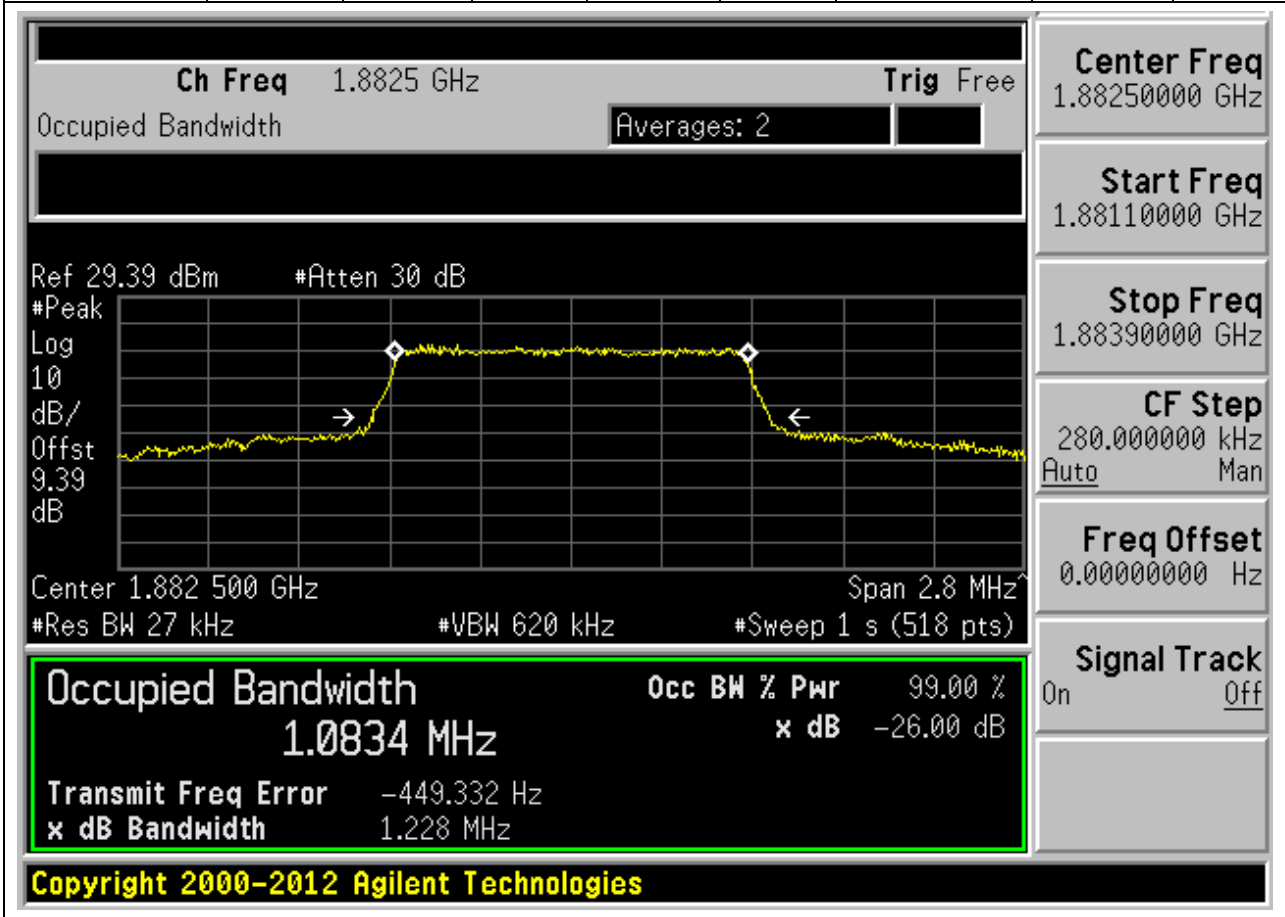 Ch Freq 1.8825 GHz Trig Free
Occupied Bandwidth Averages: 2
Ref 29.39 dBm #Atten 30 dB
#Peak
Log
10
dB/
Offst
9.39
dB
Center 1.882 500 GHz Span 2.8 MHz^
#Res BW 27 kHz #VBW 620 kHz #Sweep 1 s (518 pts)
Occupied Bandwidth Occ BW % Pwr 99.00 %
1.0834 MHz x dB -26.00 dB
Transmit Freq Error -449.332 Hz
x dB Bandwidth 1.228 MHz
Copyright 2000-2012 Agilent Technologies
Center Freq
1.88250000 GHz
Start Freq
1.88110000 GHz
Stop Freq
1.88390000 GHz
CF Step
280.000000 kHz
Auto Man
Freq Offset
0.00000000 Hz
Signal Track
On Off